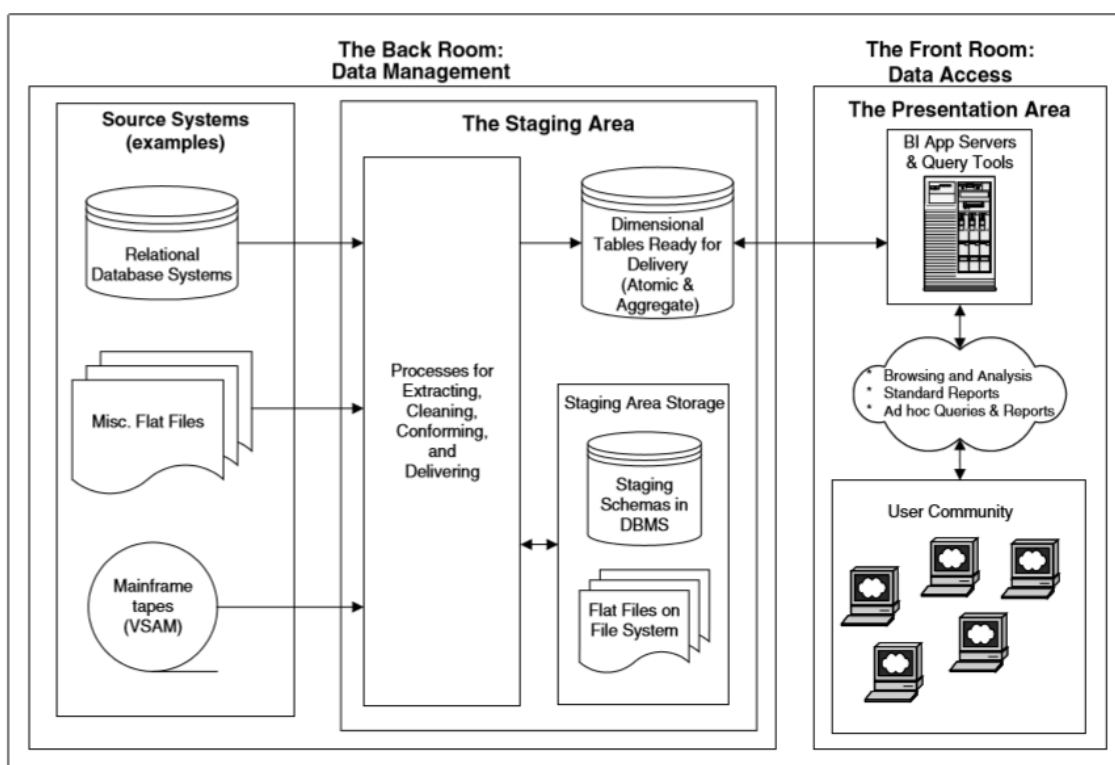 The Back Room:
Data Management
The Front Room:
Data Access
Source Systems
(examples)
Relational
Database Systems
Misc. Flat Files
Mainframe
tapes
(VSAM)
The Staging Area
Processes for
Extracting,
Cleaning,
Conforming,
and
Delivering
Dimensional
Tables Ready for
Delivery
(Atomic &
Aggregate)
Staging Area Storage
Staging
Schemas in
DBMS
Flat Files on
File System
The Presentation Area
BI App Servers
& Query Tools
* Browsing and Analysis
* Standard Reports
* Ad hoc Queries & Reports
User Community